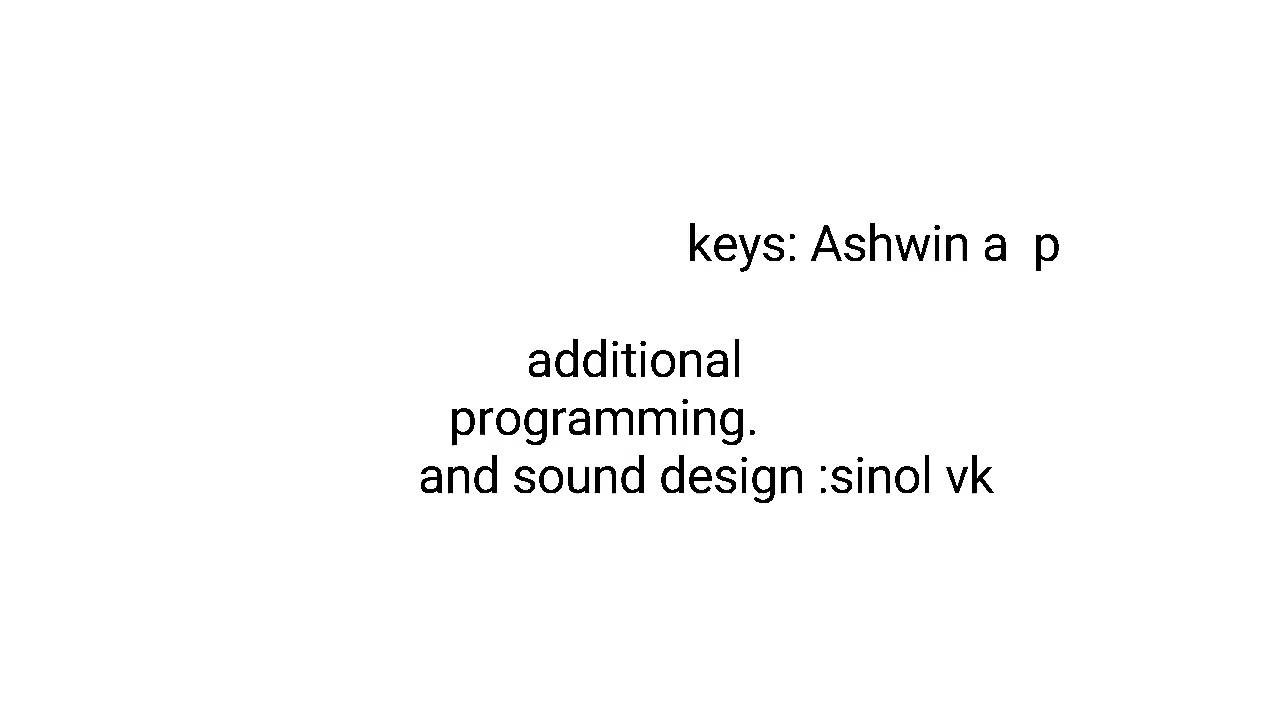 keys: Ashwin a  p
additional
programming.
and sound design :sinol vk